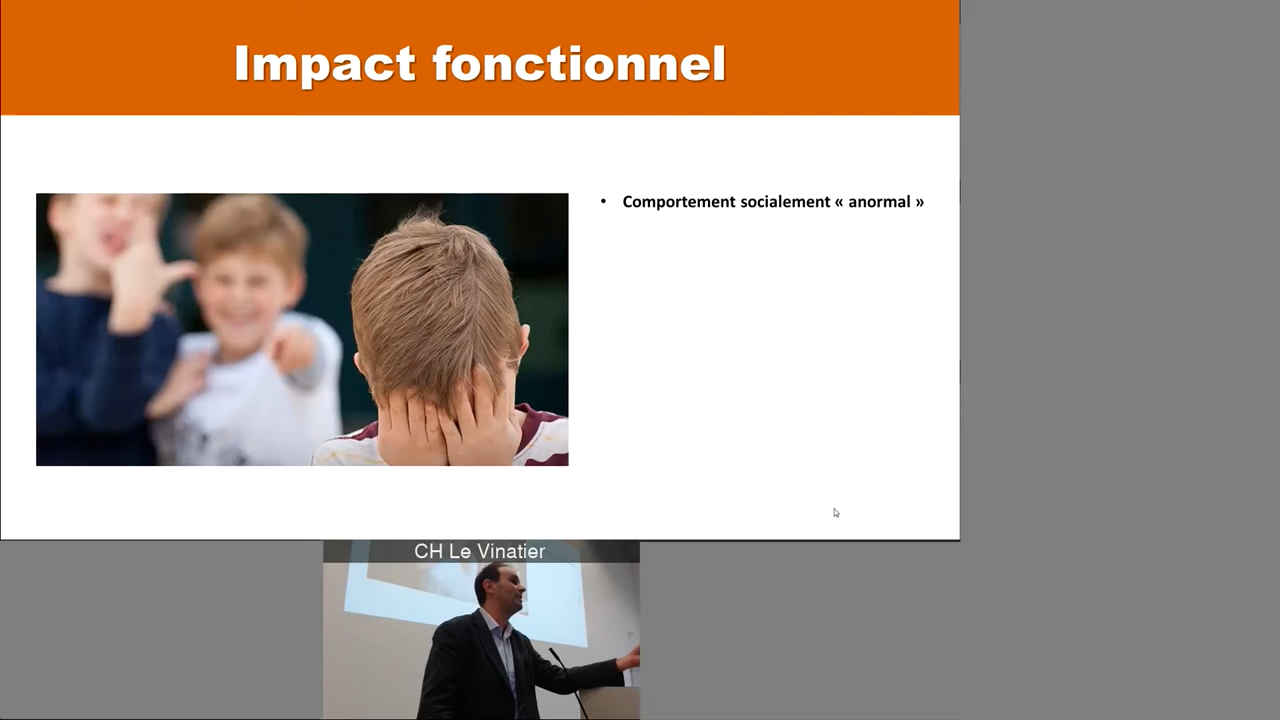 Impact fonctionnel
• Comportement socialement « anormal »
CH Le Vinatier